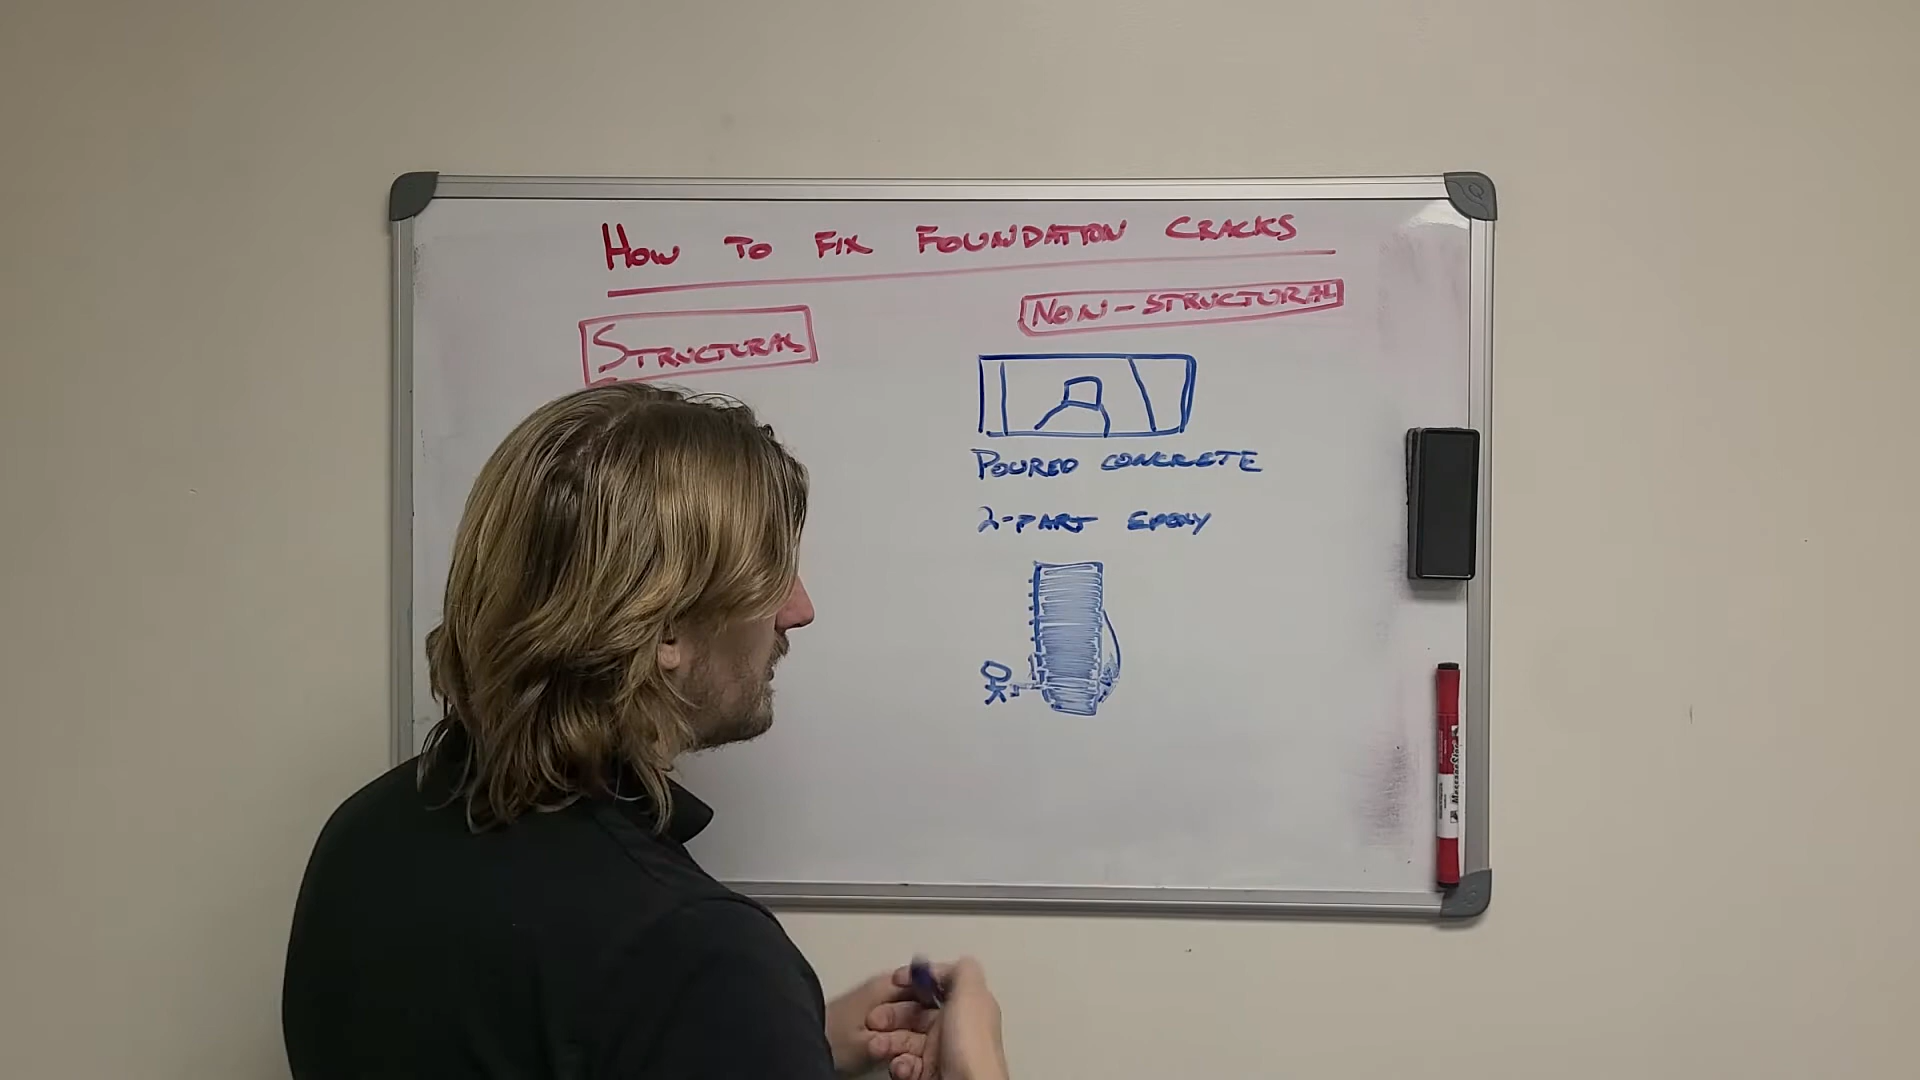 HOW TO FIX FOUNDATION CRACKS
STRUCTURAL
NON-STRUCTURAL
POURED CONCRETE
2-PART EPOXY